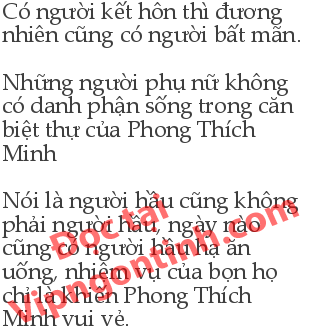 Có người kết hôn thì đương
nhiên cũng có người bất mãn.
Những người phụ nữ không
có danh phận sống trong căn
biệt thự của Phong Thích
Minh
Nói là người hầu cũng không
phải người hầu, ngày nào
cũng có người hầu hạ ăn
uống, nhiệm vụ của bọn họ
chỉ là khiến Phong Thích
Minh vui vẻ.
Đọc tại
Vipngontinh.com